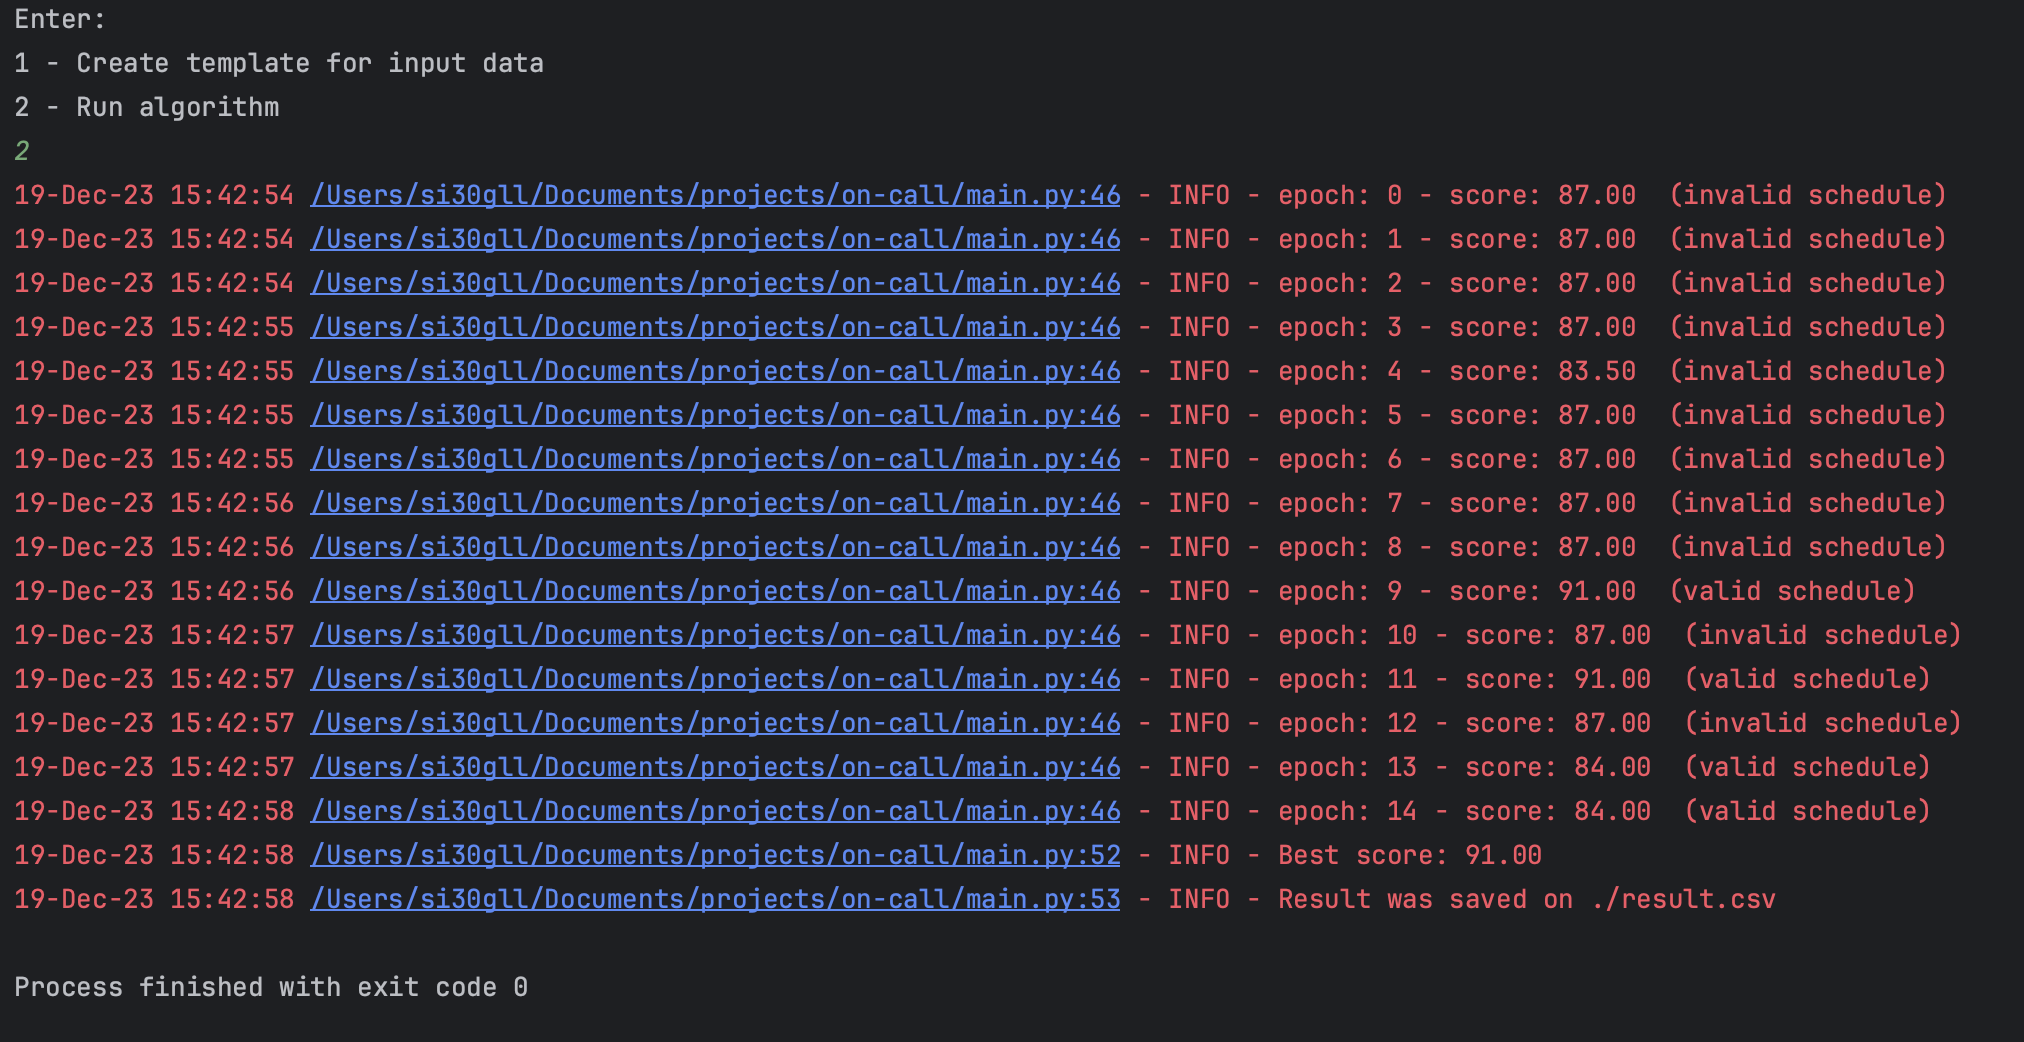 Enter:
1 - Create template for input data
2 - Run algorithm
2
19-Dec-23 15:42:54 /Users/si30gll/Documents/projects/on-call/main.py:46 - INFO - epoch: 0 - score: 87.00  (invalid schedule)
19-Dec-23 15:42:54 /Users/si30gll/Documents/projects/on-call/main.py:46 - INFO - epoch: 1 - score: 87.00  (invalid schedule)
19-Dec-23 15:42:54 /Users/si30gll/Documents/projects/on-call/main.py:46 - INFO - epoch: 2 - score: 87.00  (invalid schedule)
19-Dec-23 15:42:55 /Users/si30gll/Documents/projects/on-call/main.py:46 - INFO - epoch: 3 - score: 87.00  (invalid schedule)
19-Dec-23 15:42:55 /Users/si30gll/Documents/projects/on-call/main.py:46 - INFO - epoch: 4 - score: 83.50  (invalid schedule)
19-Dec-23 15:42:55 /Users/si30gll/Documents/projects/on-call/main.py:46 - INFO - epoch: 5 - score: 87.00  (invalid schedule)
19-Dec-23 15:42:55 /Users/si30gll/Documents/projects/on-call/main.py:46 - INFO - epoch: 6 - score: 87.00  (invalid schedule)
19-Dec-23 15:42:56 /Users/si30gll/Documents/projects/on-call/main.py:46 - INFO - epoch: 7 - score: 87.00  (invalid schedule)
19-Dec-23 15:42:56 /Users/si30gll/Documents/projects/on-call/main.py:46 - INFO - epoch: 8 - score: 87.00  (invalid schedule)
19-Dec-23 15:42:56 /Users/si30gll/Documents/projects/on-call/main.py:46 - INFO - epoch: 9 - score: 91.00  (valid schedule)
19-Dec-23 15:42:57 /Users/si30gll/Documents/projects/on-call/main.py:46 - INFO - epoch: 10 - score: 87.00  (invalid schedule)
19-Dec-23 15:42:57 /Users/si30gll/Documents/projects/on-call/main.py:46 - INFO - epoch: 11 - score: 91.00  (valid schedule)
19-Dec-23 15:42:57 /Users/si30gll/Documents/projects/on-call/main.py:46 - INFO - epoch: 12 - score: 87.00  (invalid schedule)
19-Dec-23 15:42:57 /Users/si30gll/Documents/projects/on-call/main.py:46 - INFO - epoch: 13 - score: 84.00  (valid schedule)
19-Dec-23 15:42:58 /Users/si30gll/Documents/projects/on-call/main.py:46 - INFO - epoch: 14 - score: 84.00  (valid schedule)
19-Dec-23 15:42:58 /Users/si30gll/Documents/projects/on-call/main.py:52 - INFO - Best score: 91.00
19-Dec-23 15:42:58 /Users/si30gll/Documents/projects/on-call/main.py:53 - INFO - Result was saved on ./result.csv
Process finished with exit code 0